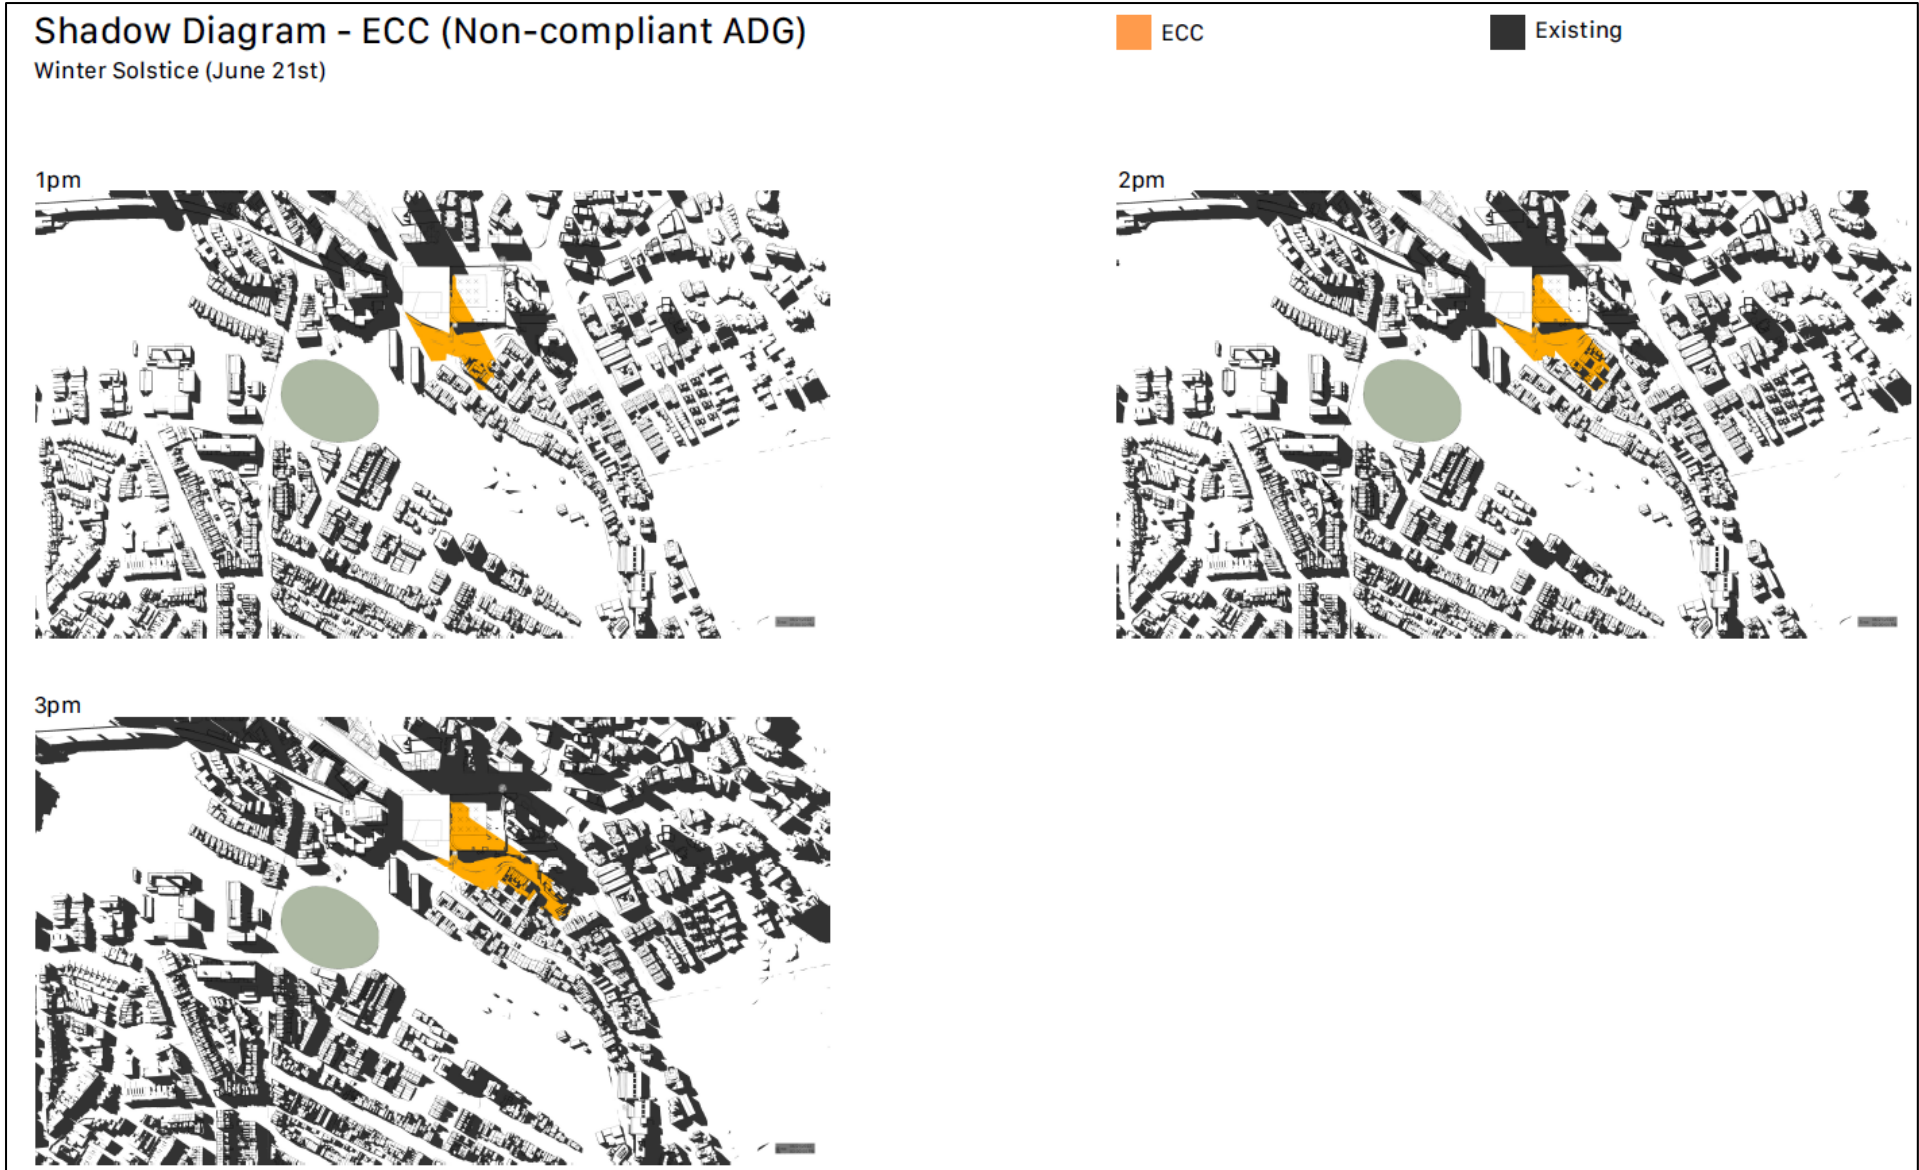 Shadow Diagram - ECC (Non-compliant ADG)
Winter Solstice (June 21st)
ECC
Existing
1pm
2pm
3pm